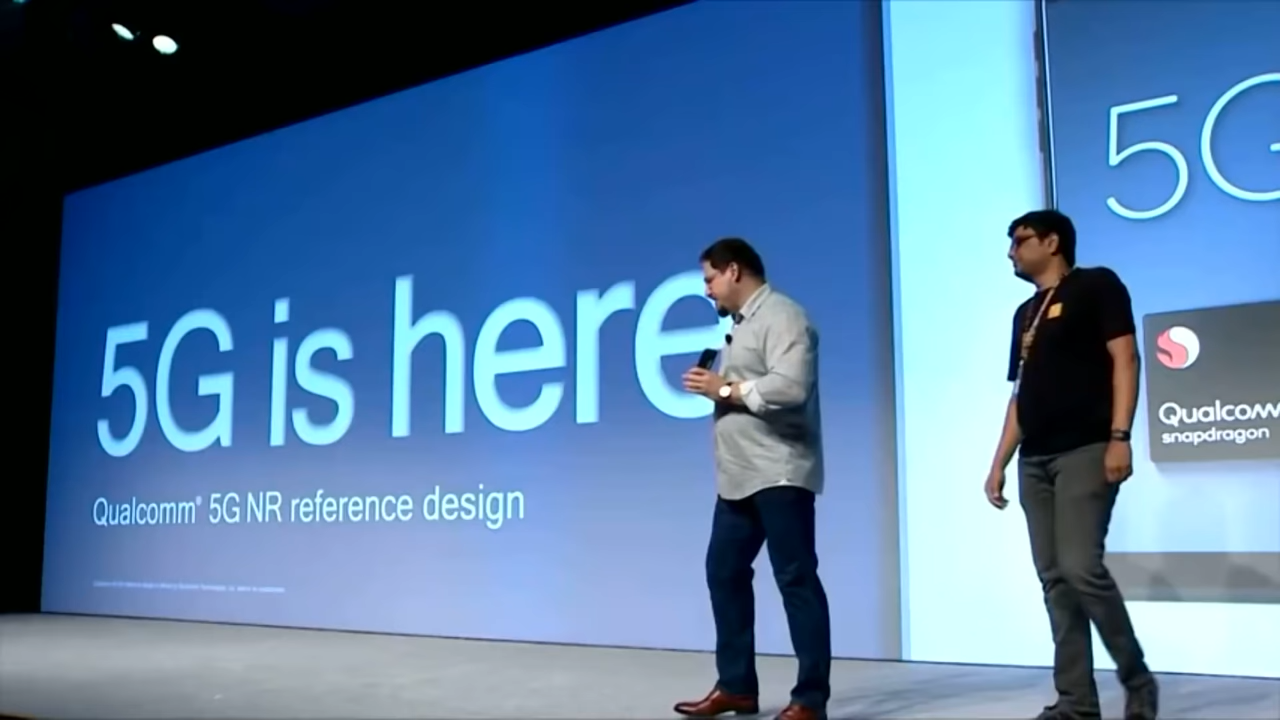 5G is here
Qualcomm® 5G NR reference design
5G
Qualcomm
snapdragon